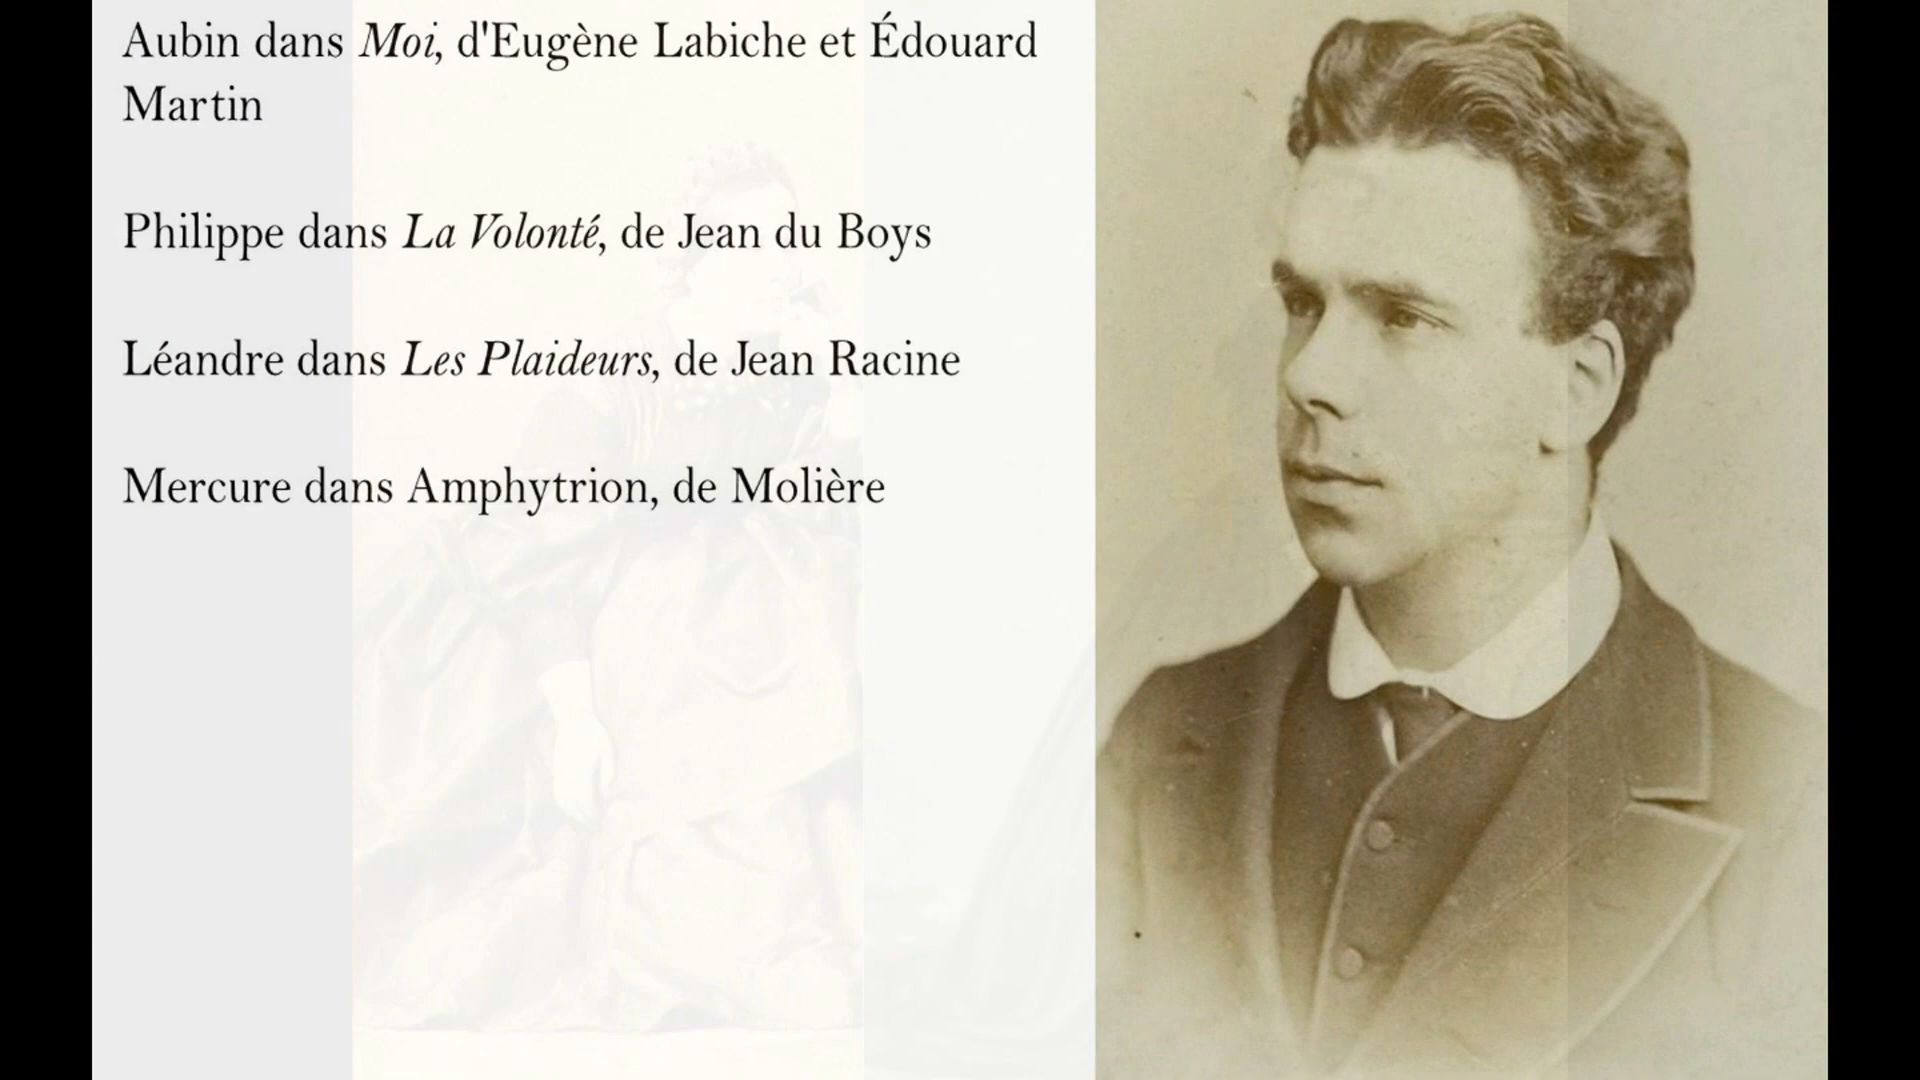 Aubin dans Moi, d'Eugène Labiche et Édouard
Martin
Philippe dans La Volonté, de Jean du Boys
Léandre dans Les Plaideurs, de Jean Racine
Mercure dans Amphytrion, de Molière